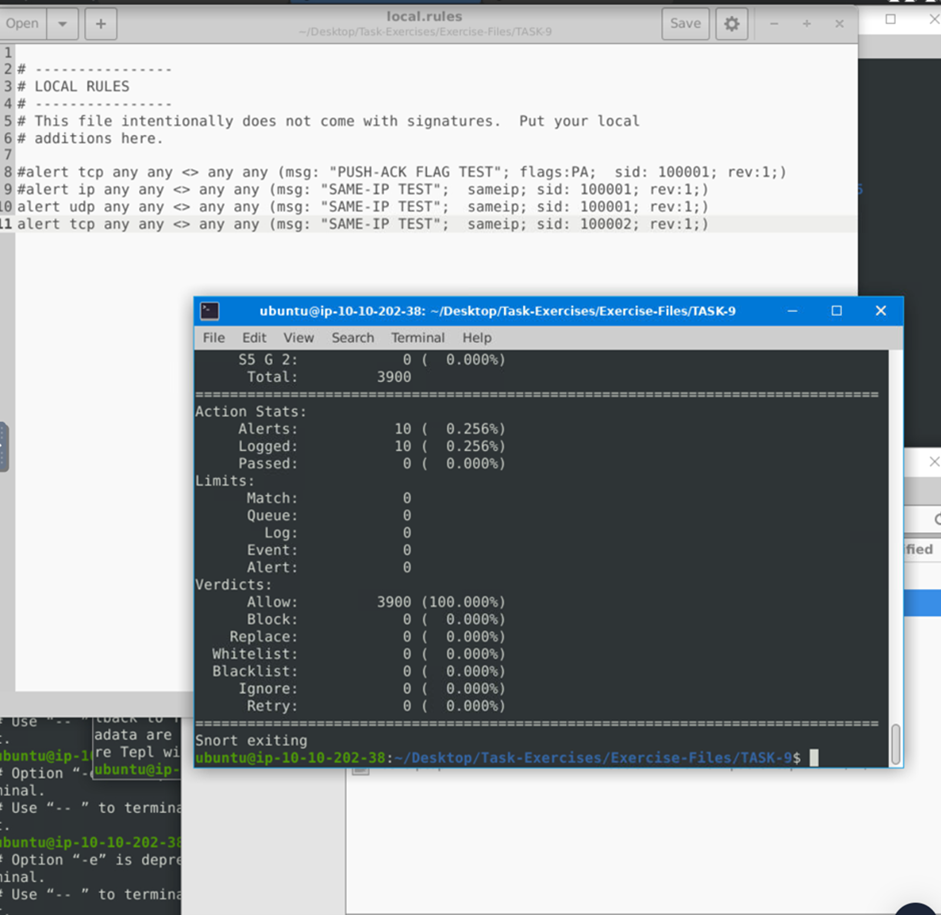 Open
local.rules
~/Desktop/Task-Exercises/Exercise-Files/TASK-9
Save
1
2 # ----------------
3 # LOCAL RULES
4 # ----------------
5 # This file intentionally does not come with signatures.  Put your local
6 # additions here.
7
8 #alert tcp any any <> any any (msg: "PUSH-ACK FLAG TEST"; flags:PA;  sid: 100001; rev:1;)
9 #alert ip any any <> any any (msg: "SAME-IP TEST";  sameip; sid: 100001; rev:1;)
10 alert udp any any <> any any (msg: "SAME-IP TEST";  sameip; sid: 100001; rev:1;)
11 alert tcp any any <> any any (msg: "SAME-IP TEST";  sameip; sid: 100002; rev:1;)
ubuntu@ip-10-10-202-38: ~/Desktop/Task-Exercises/Exercise-Files/TASK-9
File Edit View Search Terminal Help
S5 G 2: 0 ( 0.000%)
Total: 3900
===============================================================================
Action Stats:
Alerts: 10 ( 0.256%)
Logged: 10 ( 0.256%)
Passed: 0 ( 0.000%)
Limits:
Match: 0
Queue: 0
Log: 0
Event: 0
Alert: 0
Verdicts:
Allow: 3900 (100.000%)
Block: 0 ( 0.000%)
Replace: 0 ( 0.000%)
Whitelist: 0 ( 0.000%)
Blacklist: 0 ( 0.000%)
Ignore: 0 ( 0.000%)
Retry: 0 ( 0.000%)
===============================================================================
Snort exiting
ubuntu@ip-10-10-202-38:~/Desktop/Task-Exercises/Exercise-Files/TASK-9$
fied
# Use "-- "
t.
ubuntu@ip-1
# Option "-e
minal.
# Use "-- " to termina
t.
ubuntu@ip-10-10-202-38
# Option "-e" is depre
minal.
# Use "-- " to termina
adata are
re Tepl wi
ubuntu@ip-